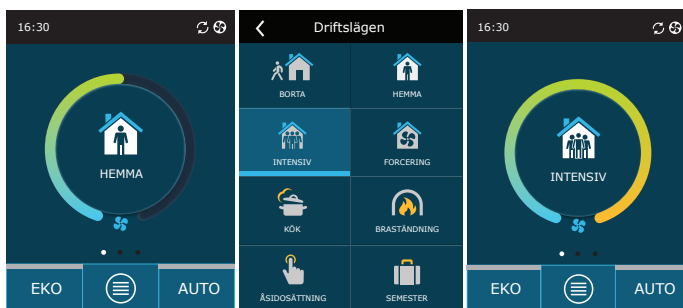 16:30
HEMMA
EKO
AUTO
Driftslägen
BORTA
HEMMA
INTENSIV
FORCERING
KÖK
BRASTÄNDNING
ÅSIDOSÄTTNING
SEMESTER
16:30
INTENSIV
EKO
AUTO